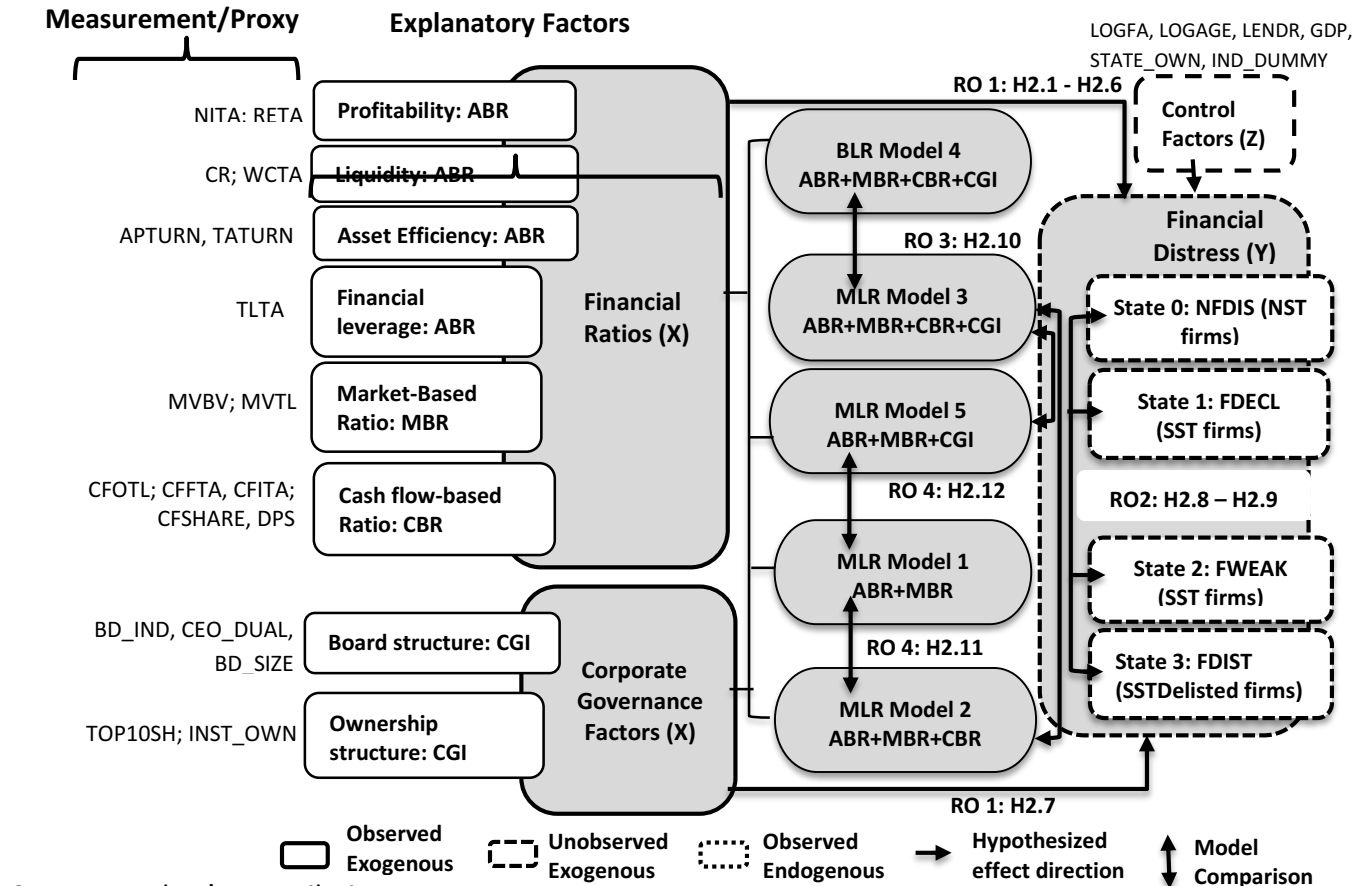 Measurement/Proxy
Explanatory Factors
LOGFA, LOGAGE, LENDR, GDP,
STATE_OWN, IND_DUMMY
RO 1: H2.1 - H2.6
Control
Factors (Z)
NITA; RETA
Profitability: ABR
CR; WCTA
Liquidity: ABR
APTURN, TATURN
Asset Efficiency: ABR
TLTA
Financial
leverage: ABR
MVBV; MVTL
Market-Based
Ratio: MBR
CFOTL; CFFTA, CFITA;
CFSHARE, DPS
Cash flow-based
Ratio: CBR
Financial
Ratios (X)
BD_IND, CEO_DUAL,
BD_SIZE
Board structure: CGI
TOP10SH; INST_OWN
Ownership
structure: CGI
Corporate
Governance
Factors (X)
BLR Model 4
ABR+MBR+CBR+CGI
RO 3: H2.10
MLR Model 3
ABR+MBR+CBR+CGI
MLR Model 5
ABR+MBR+CGI
RO 4: H2.12
MLR Model 1
ABR+MBR
RO 4: H2.11
MLR Model 2
ABR+MBR+CBR
RO 1: H2.7
Financial
Distress (Y)
State 0: NFDIS (NST
firms)
State 1: FDECL
(SST firms)
RO2: H2.8 – H2.9
State 2: FWEAK
(SST firms)
State 3: FDIST
(SSTDelisted firms)
Observed
Exogenous
Unobserved
Exogenous
Observed
Endogenous
Hypothesized
effect direction
Model
Comparison